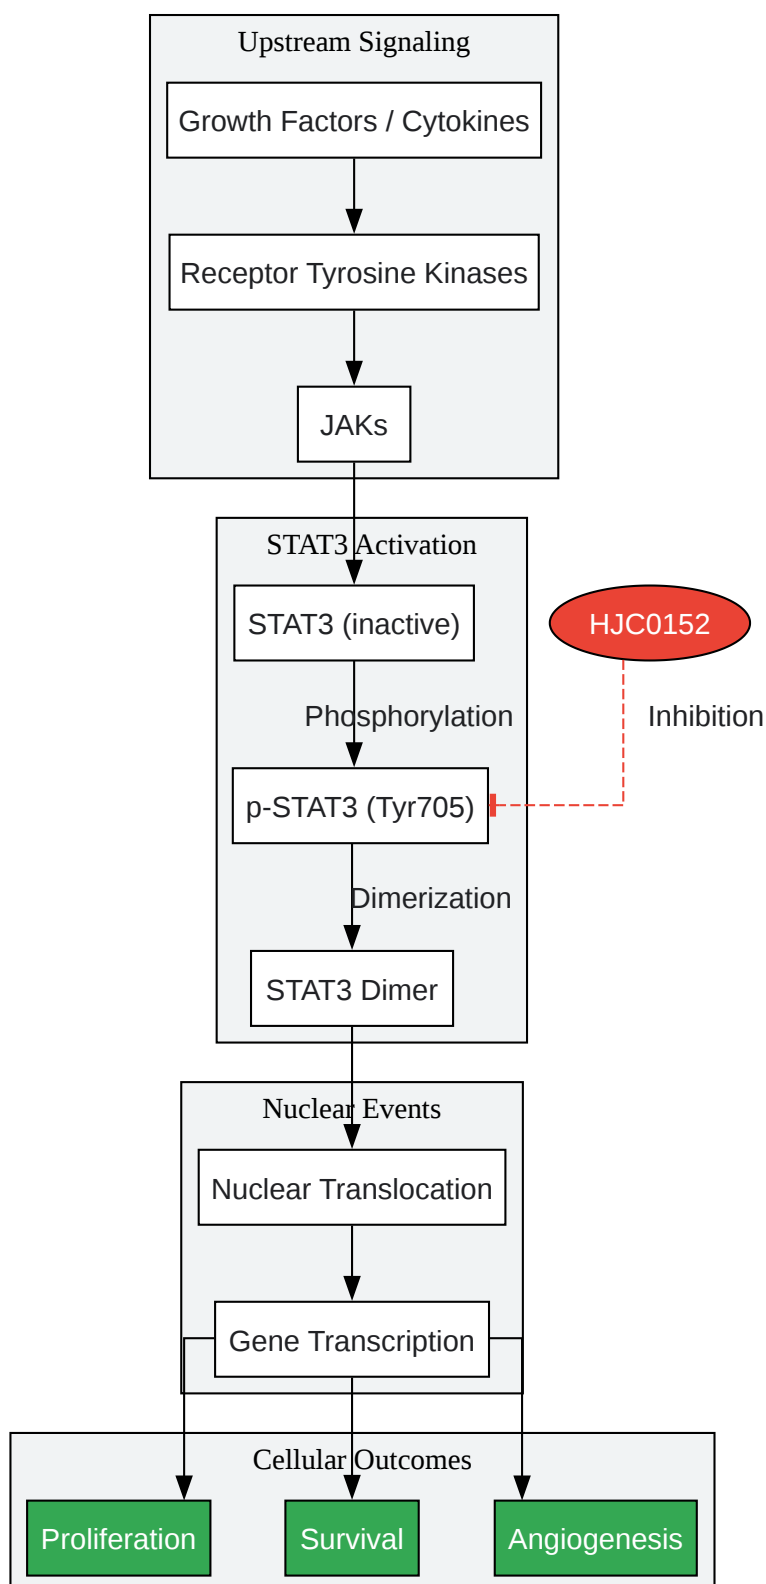 Upstream Signaling
Growth Factors / Cytokines
Receptor Tyrosine Kinases
JAKs
STAT3 Activation
STAT3 (inactive)
HJC0152
Phosphorylation
Inhibition
p-STAT3 (Tyr705)
Dimerization
STAT3 Dimer
Nuclear Events
Nuclear Translocation
Gene Transcription
Cellular Outcomes
Proliferation
Survival
Angiogenesis